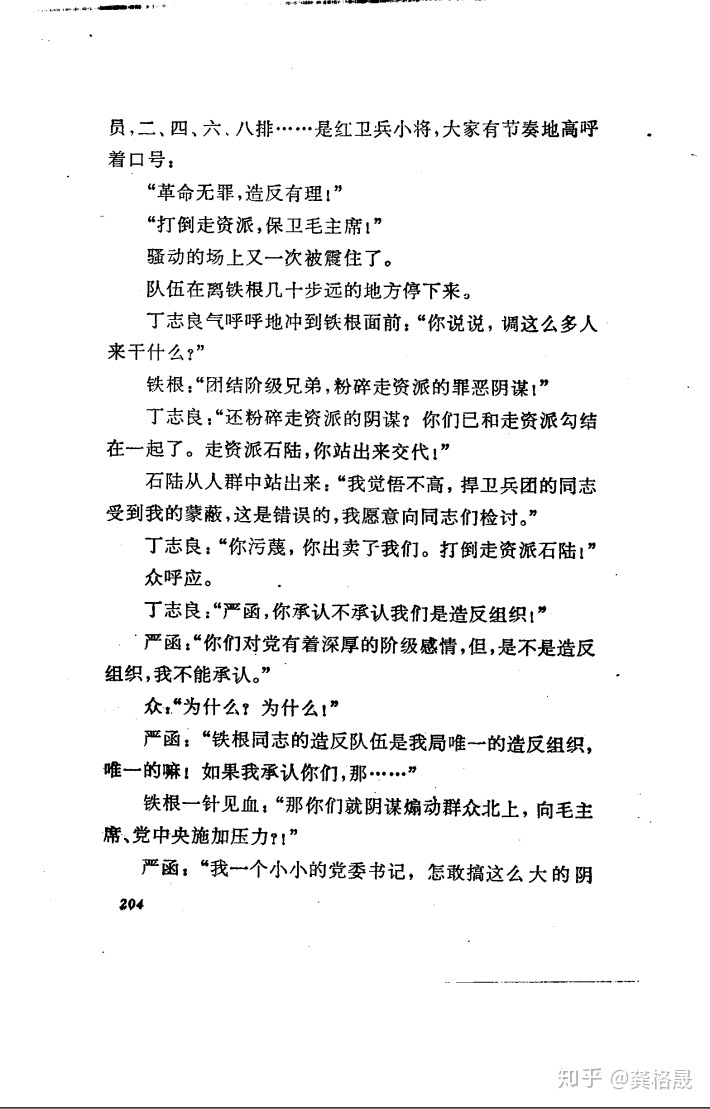 员，二、四、六、八排……是红卫兵小将，大家有节奏地高呼
着口号：
“革命无罪，造反有理！”
“打倒走资派，保卫毛主席！”
骚动的场上又一次被震住了。
队伍在离铁根几十步远的地方停下来。
丁志良气呼呼地冲到铁根面前：“你说说，调这么多人
来干什么？”
铁根：“团结阶级兄弟，粉碎走资派的罪恶阴谋！”
丁志良：“还粉碎走资派的阴谋？你们已和走资派勾结
在一起了。走资派石陆，你站出来交代！”
石陆从人群中站出来：“我觉悟不高，捍卫兵团的同志
受到我的蒙蔽，这是错误的，我愿意向同志们检讨。”
丁志良：“你污蔑，你出卖了我们。打倒走资派石陆！”
众呼应。
丁志良：“严函，你承认不承认我们是造反组织！”
严函：“你们对党有着深厚的阶级感情，但，是不是造反
组织，我不能承认。”
众：“为什么？为什么！”
严函：“铁根同志的造反队伍是我局唯一的造反组织，
唯一的嘛！如果我承认你们，那……”
铁根一针见血：“那你们就阴谋煽动群众北上，向毛主
席、党中央施加压力？！”
严函：“我一个小小的党委书记，怎敢搞这么大的阴
204
知乎 @龚格晟